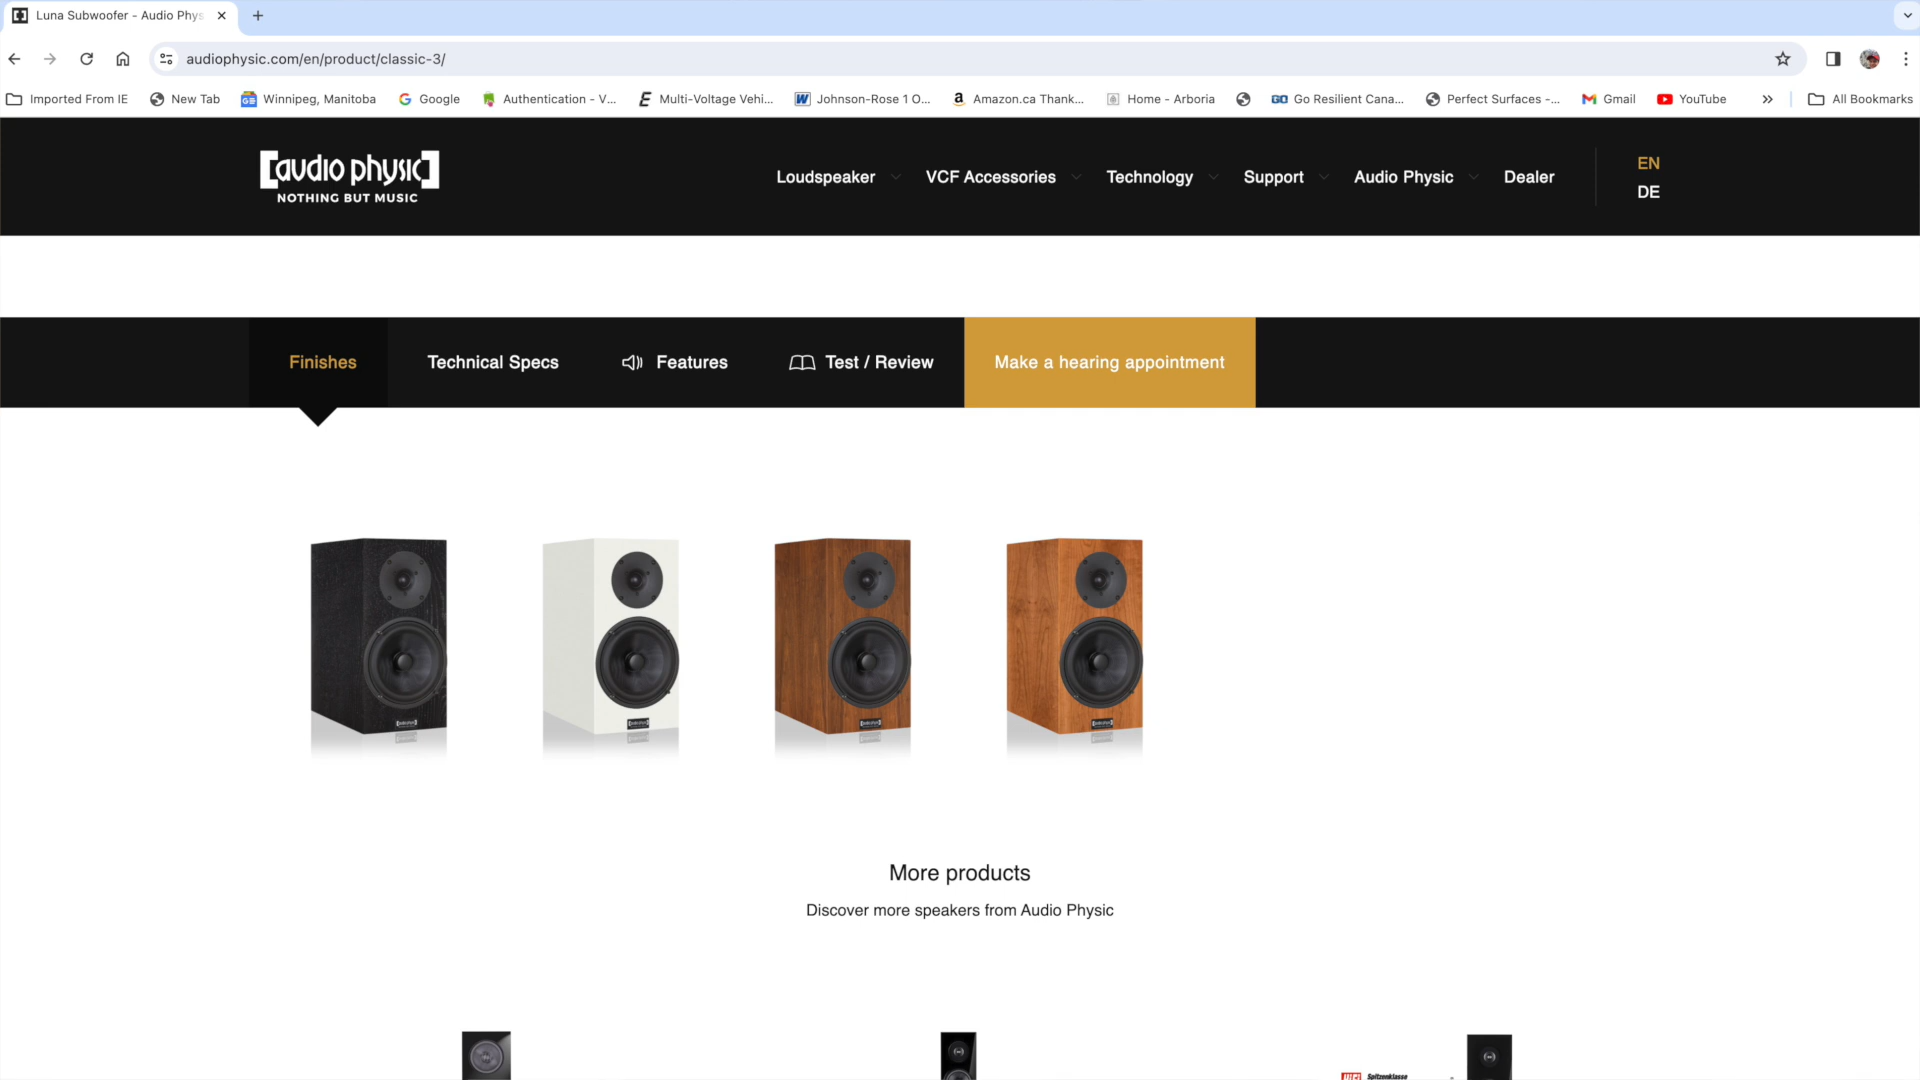 Luna Subwoofer - Audio Phys
audiophysic.com/en/product/classic-3/
Imported From IE
New Tab
Winnipeg, Manitoba
Google
Authentication - V...
Multi-Voltage Vehi...
Johnson-Rose 1 O...
Amazon.ca Thank...
Home - Arboria
Go Resilient Cana...
Perfect Surfaces -...
Gmail
YouTube
All Bookmarks
[audio physic]
NOTHING BUT MUSIC
Loudspeaker
VCF Accessories
Technology
Support
Audio Physic
Dealer
EN
DE
Finishes
Technical Specs
Features
Test / Review
Make a hearing appointment
More products
Discover more speakers from Audio Physic
Spitzenklasse